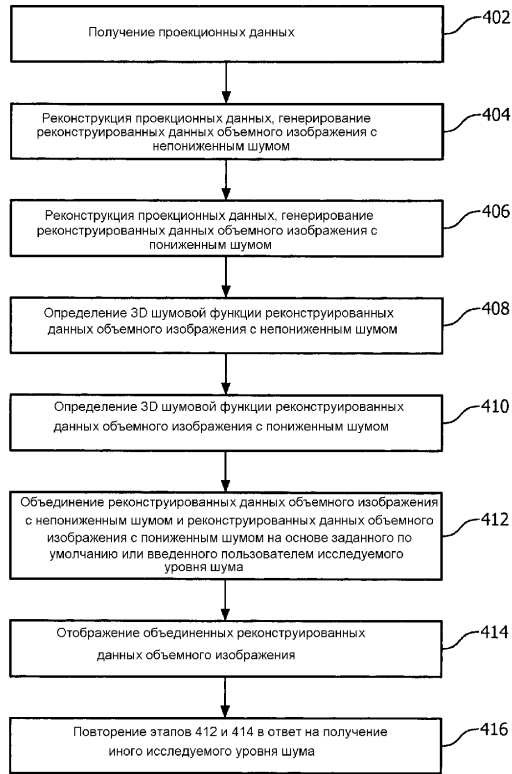 Получение проекционных данных
402
Реконструкция проекционных данных, генерирование
реконструированных данных объемного изображения с
непониженным шумом
404
Реконструкция проекционных данных, генерирование
реконструированных данных объемного изображения с
пониженным шумом
406
Определение 3D шумовой функции реконструированных
данных объемного изображения с непониженным шумом
408
Определение 3D шумовой функции реконструированных
данных объемного изображения с пониженным шумом
410
Объединение реконструированных данных объемного изображения
с непониженным шумом и реконструированных данных объемного
изображения с пониженным шумом на основе заданного по
умолчанию или введенного пользователем исследуемого
уровня шума
412
Отображение объединенных реконструированных
данных объемного изображения
414
Повторение этапов 412 и 414 в ответ на получение
иного исследуемого уровня шума
416